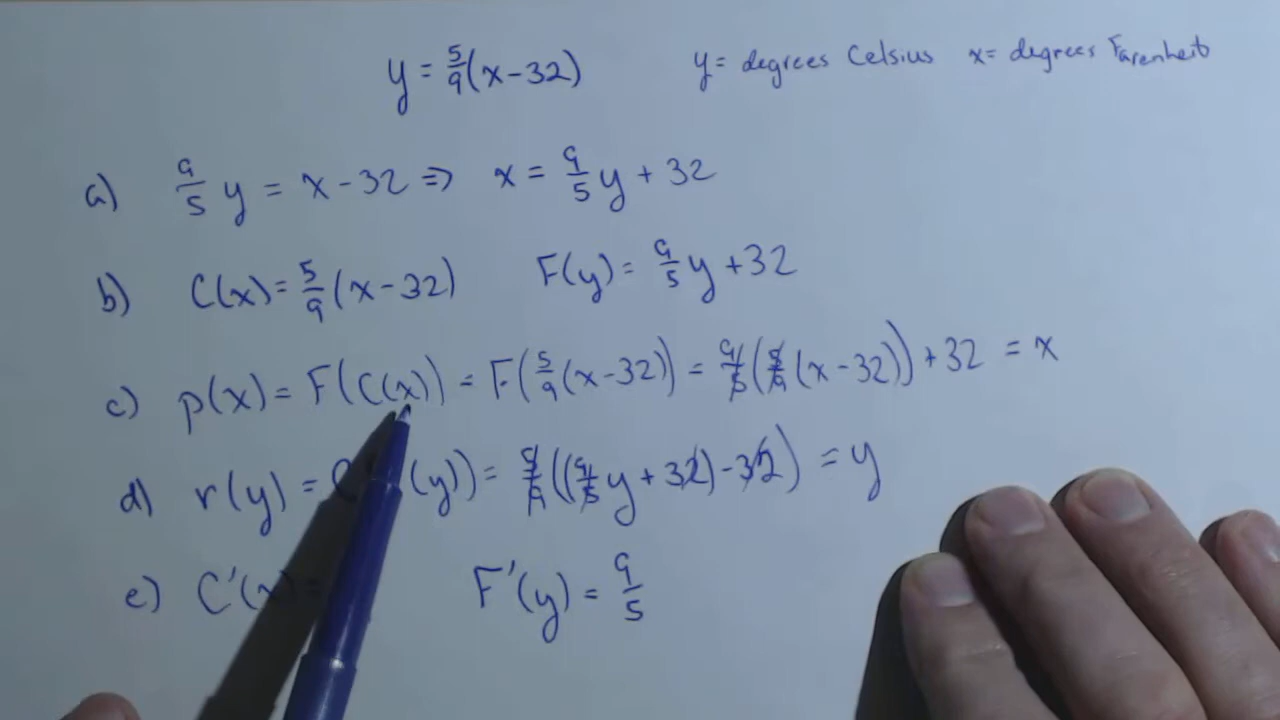 y = 5/9(x-32) y = degrees Celsius x = degrees Farenheit
a) 9/5 y = x - 32 ⇒ x = 9/5 y + 32
b) C(x) = 5/9 (x-32) F(y) = 9/5 y + 32
c) p(x) = F(C(x)) = F(5/9(x-32)) = 9/5(5/9(x-32)) + 32 = x
d) r(y) = (y)) = 5/9((9/5 y + 32) - 32) = y
e) C'(x) = F'(y) = 9/5